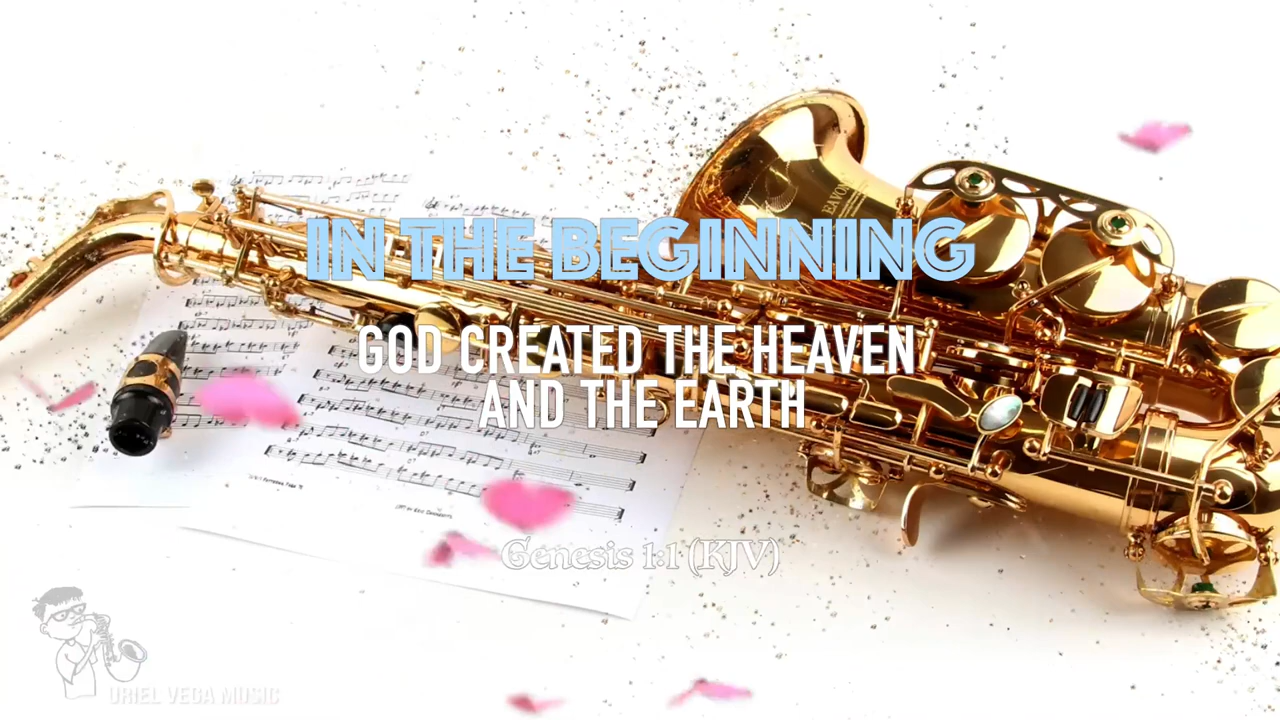 IN THE BEGINNING
GOD CREATED THE HEAVEN
AND THE EARTH
Genesis 1:1 (KJV)
URIEL VEGA MUSIC